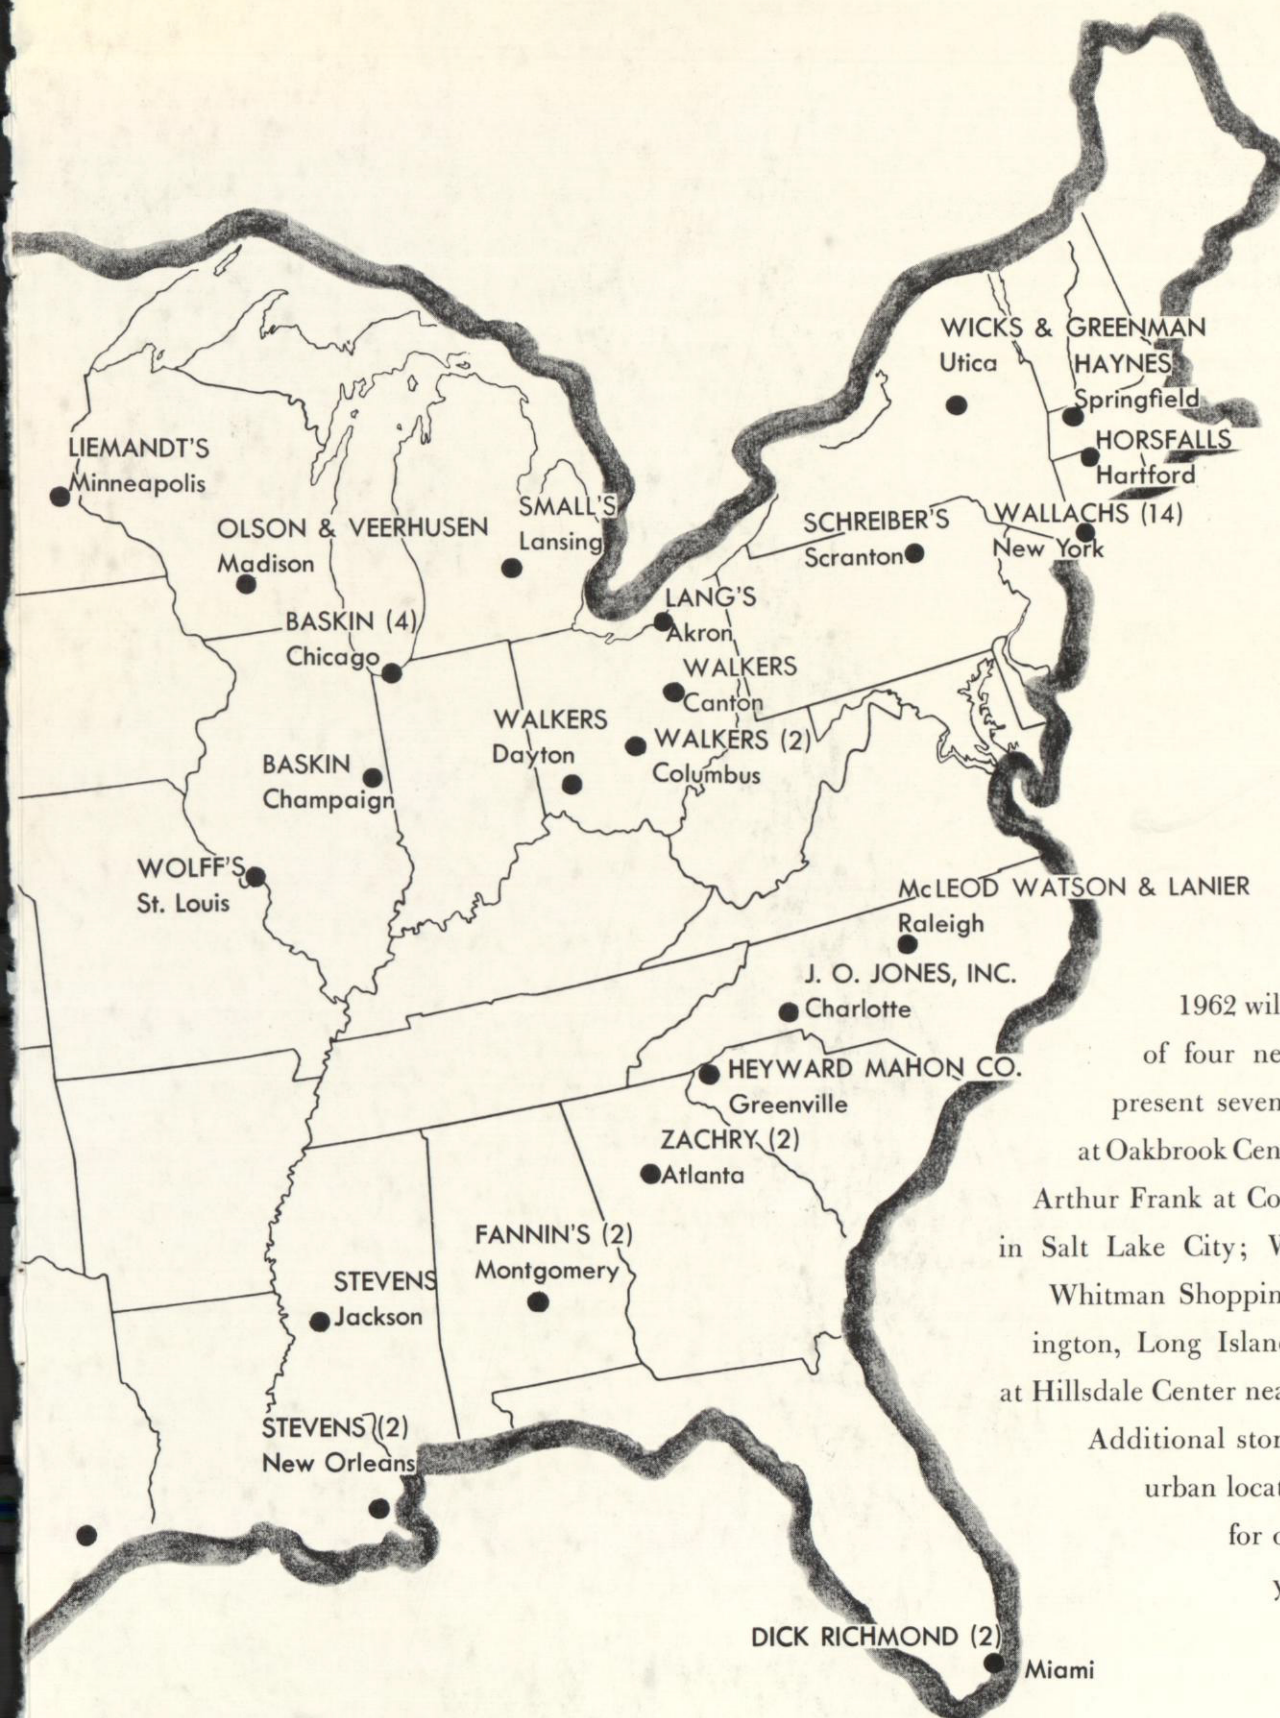 WICKS & GREENMAN
Utica
HAYNES
Springfield
HORSFALLS
Hartford
LIEMANDT'S
Minneapolis
SMALL'S
Lansing
OLSON & VEERHUSEN
Madison
SCHREIBER'S
Scranton
WALLACHS (14)
New York
LANG'S
Akron
BASKIN (4)
Chicago
WALKERS
Canton
WALKERS
Dayton
WALKERS (2)
Columbus
BASKIN
Champaign
WOLFF'S
St. Louis
McLEOD WATSON & LANIER
Raleigh
J. O. JONES, INC.
Charlotte
HEYWARD MAHON CO.
Greenville
ZACHRY (2)
Atlanta
FANNIN'S (2)
Montgomery
STEVENS
Jackson
STEVENS (2)
New Orleans
DICK RICHMOND (2)
Miami
1962 wil
of four ne
present seven
at Oakbrook Cen
Arthur Frank at Co
in Salt Lake City;
Whitman Shoppin
ington, Long Islan
at Hillsdale Center nea
Additional stor
urban locat
for